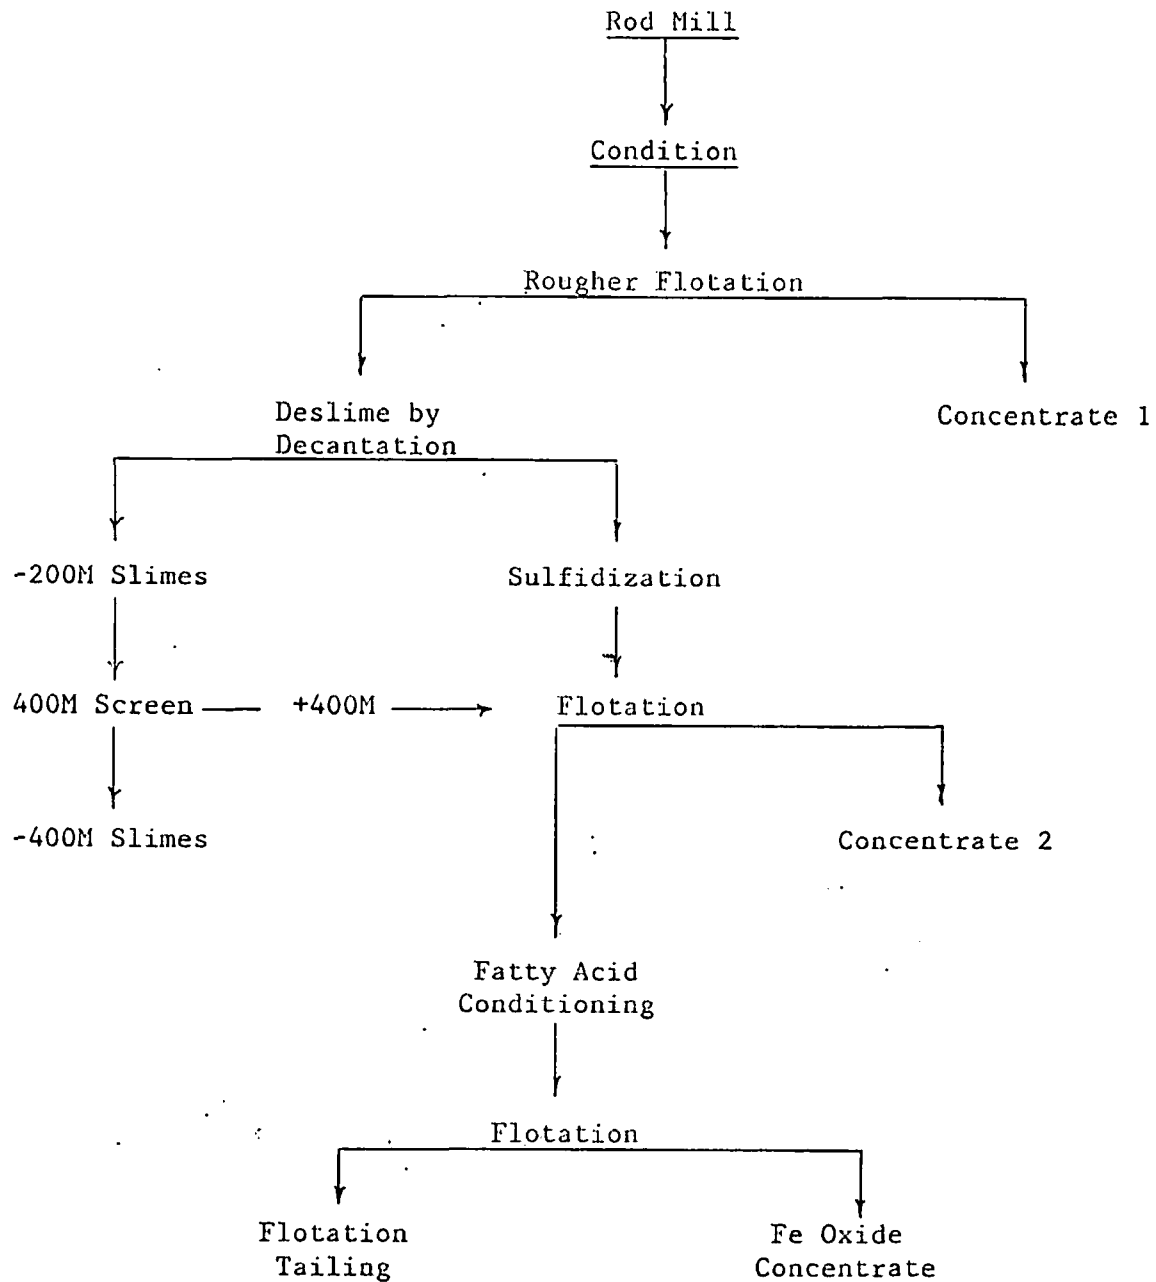 Rod Mill
Condition
Rougher Flotation
Deslime by
Decantation
Concentrate 1
-200M Slimes
Sulfidization
400M Screen
+400M
Flotation
-400M Slimes
Concentrate 2
Fatty Acid
Conditioning
Flotation
Flotation
Tailing
Fe Oxide
Concentrate